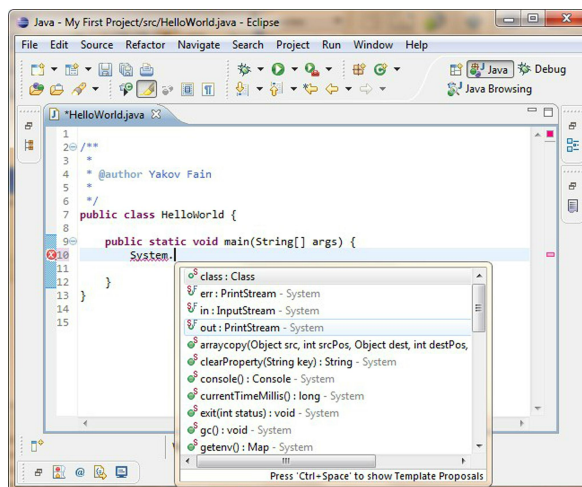 Java - My First Project/src/HelloWorld.java - Eclipse
File Edit Source Refactor Navigate Search Project Run Window Help
Java Debug
Java Browsing
*HelloWorld.java
1
2 /**
3 *
4 * @author Yakov Fain
5 *
6 */
7 public class HelloWorld {
8
9 public static void main(String[] args) {
10 System.
11
12 }
13 }
14
15
class : Class
err : PrintStream - System
in : InputStream - System
out : PrintStream - System
arraycopy(Object src, int srcPos, Object dest, int destPos,
clearProperty(String key) : String - System
console() : Console - System
currentTimeMillis() : long - System
exit(int status) : void - System
gc() : void - System
getenv() : Map - System
Press 'Ctrl+Space' to show Template Proposals